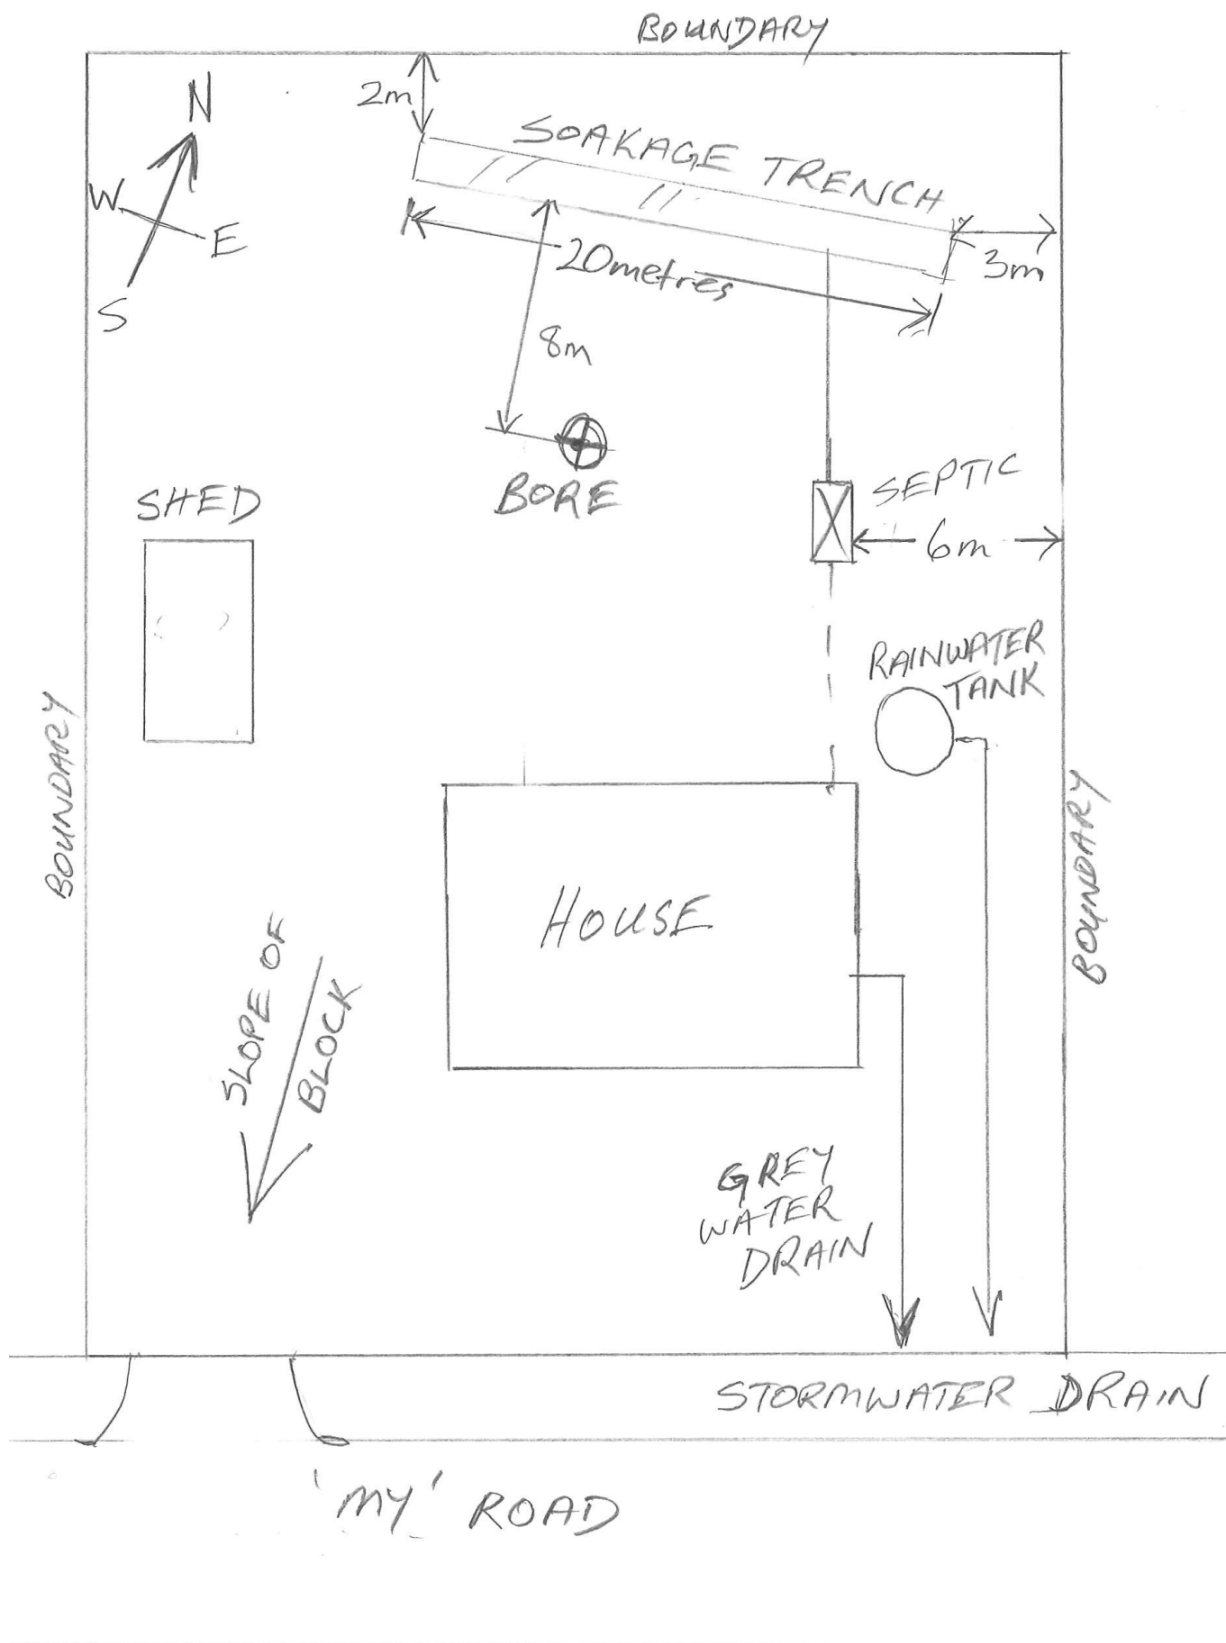 BOUNDARY
2m
N
W
E
S
SOAKAGE TRENCH
20metres
3m
8m
BORE
SHED
SEPTIC
6m
RAINWATER
TANK
BOUNDARY
BOUNDARY
HOUSE
SLOPE OF
BLOCK
GREY
WATER
DRAIN
STORMWATER DRAIN
'MY' ROAD